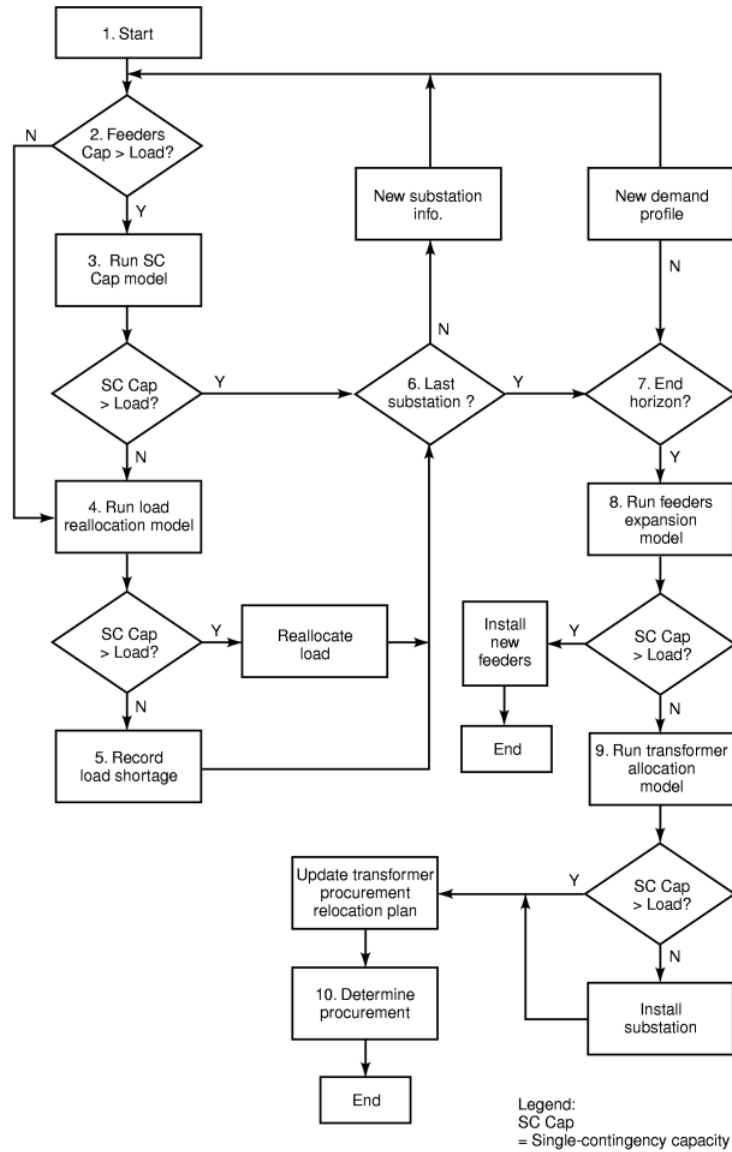 1. Start
N
2. Feeders
Cap > Load?
Y
New substation
info.
New demand
profile
3. Run SC
Cap model
N
N
SC Cap
> Load?
Y
6. Last
substation ?
Y
7. End
horizon?
N
Y
4. Run load
reallocation model
8. Run feeders
expansion
model
SC Cap
> Load?
Y
Reallocate
load
Install
new
feeders
Y
SC Cap
> Load?
N
N
5. Record
load shortage
End
9. Run transformer
allocation
model
Update transformer
procurement
relocation plan
Y
SC Cap
> Load?
N
10. Determine
procurement
Install
substation
End
Legend:
SC Cap
= Single-contingency capacity